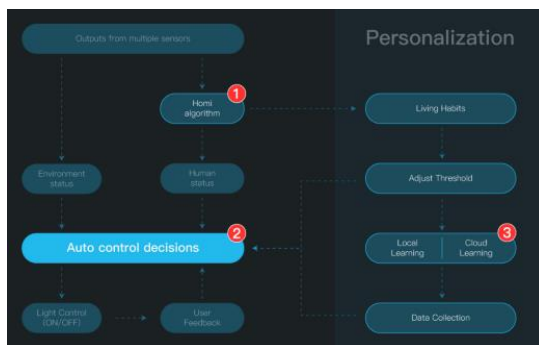 Outputs from multiple sensors
Personalization
1
Homi
algorithm
Living Habits
Environment
status
Human
status
Adjust Threshold
2
Auto control decisions
3
Local
Learning
Cloud
Learning
Light Control
(ON/OFF)
User
Feedback
Data Collection